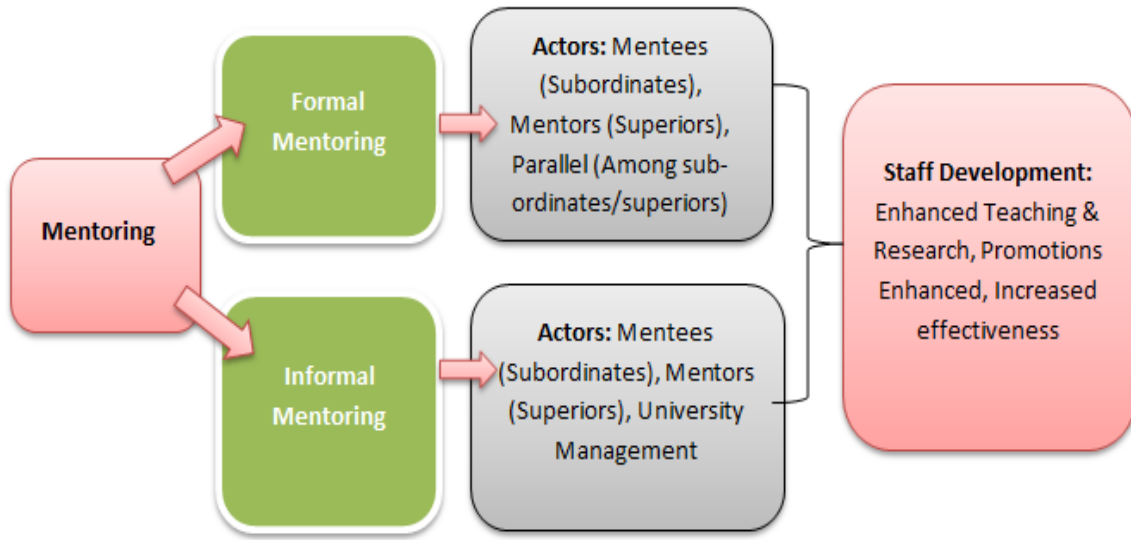 Mentoring
Formal
Mentoring
Actors: Mentees
(Subordinates),
Mentors (Superiors),
Parallel (Among sub-
ordinates/superiors)
Informal
Mentoring
Actors: Mentees
(Subordinates), Mentors
(Superiors), University
Management
Staff Development:
Enhanced Teaching &
Research, Promotions
Enhanced, Increased
effectiveness